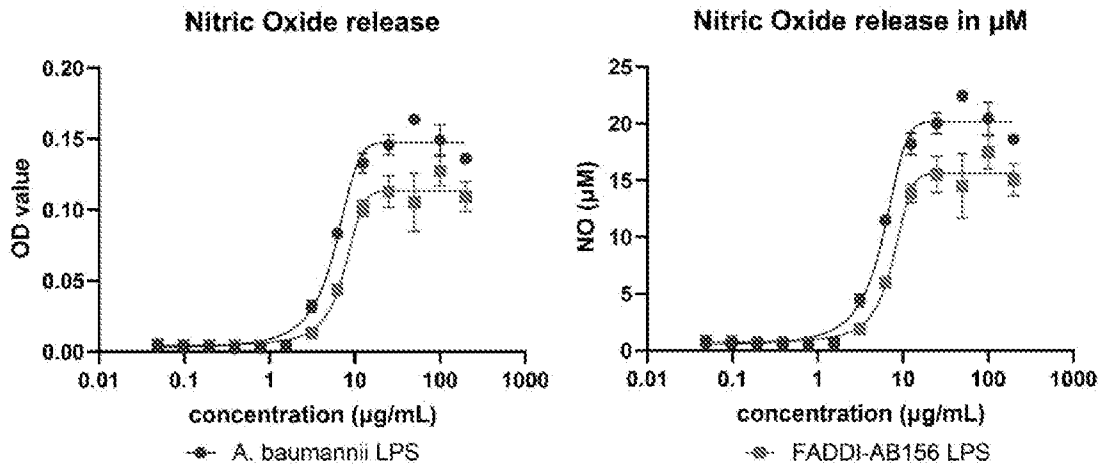 Nitric Oxide release
0.20
0.15
0.10
0.05
0.00
OD value
0.01
0.1
1
10
100
1000
concentration (µg/mL)
Nitric Oxide release in µM
25
20
15
10
5
0
NO (µM)
0.01
0.1
1
10
100
1000
concentration (µg/mL)
A. baumannii LPS
FADDI-AB156 LPS